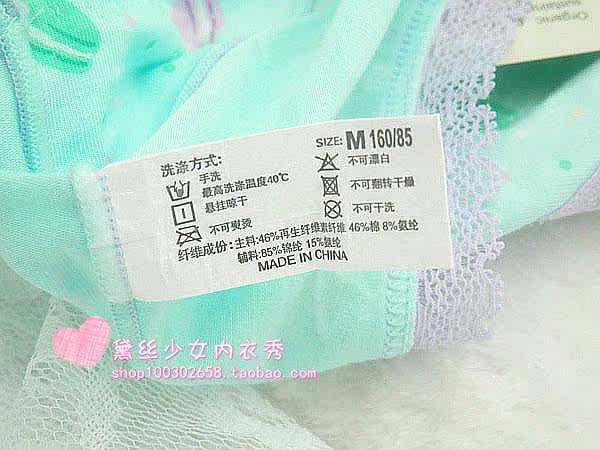 Organic
Sustaining
SIZE: M 160/85
洗涤方式:
手洗
最高洗涤温度40℃
悬挂晾干
不可熨烫
不可漂白
不可翻转干燥
不可干洗
纤维成份: 主料:46%再生纤维素纤维 46%棉 8%氨纶
辅料:85%锦纶 15%氨纶
MADE IN CHINA
黛丝少女内衣秀
shop100302658.taobao.com